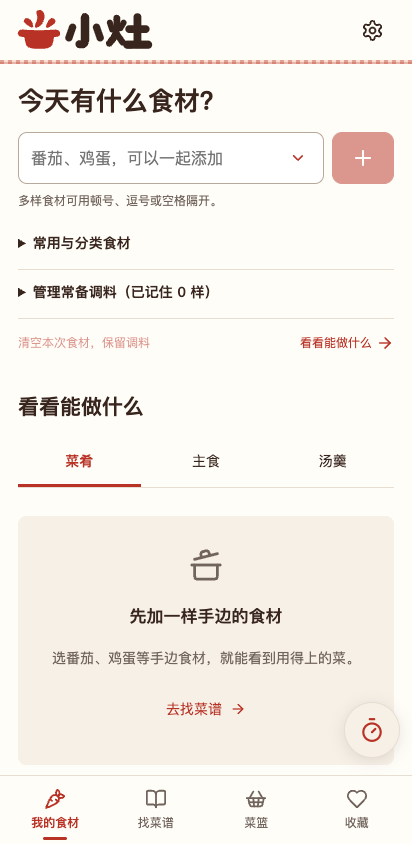 小灶
今天有什么食材?
番茄、鸡蛋，可以一起添加
多样食材可用顿号、逗号或空格隔开。
常用与分类食材
管理常备调料（已记住 0 样）
清空本次食材，保留调料
看看能做什么
看看能做什么
菜肴
主食
汤羹
先加一样手边的食材
选番茄、鸡蛋等手边食材，就能看到用得上的菜。
去找菜谱
我的食材
找菜谱
菜篮
收藏